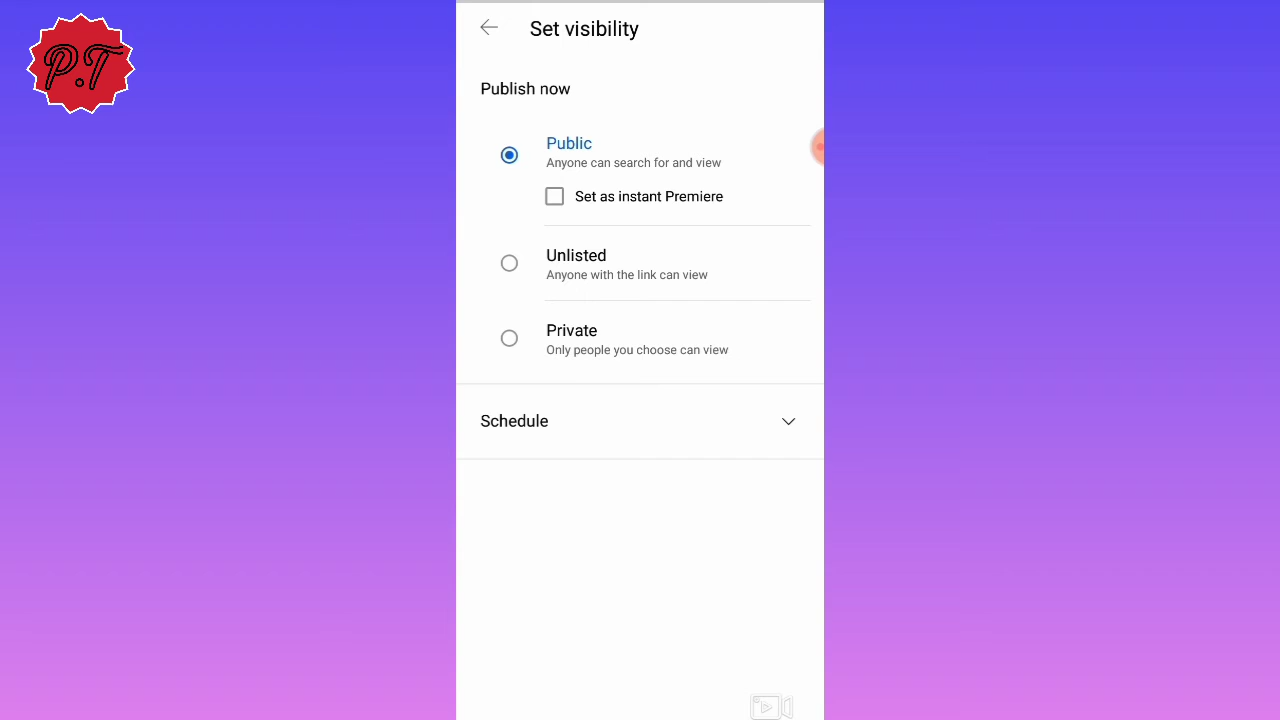 P.T
Set visibility
Publish now
Public
Anyone can search for and view
Set as instant Premiere
Unlisted
Anyone with the link can view
Private
Only people you choose can view
Schedule